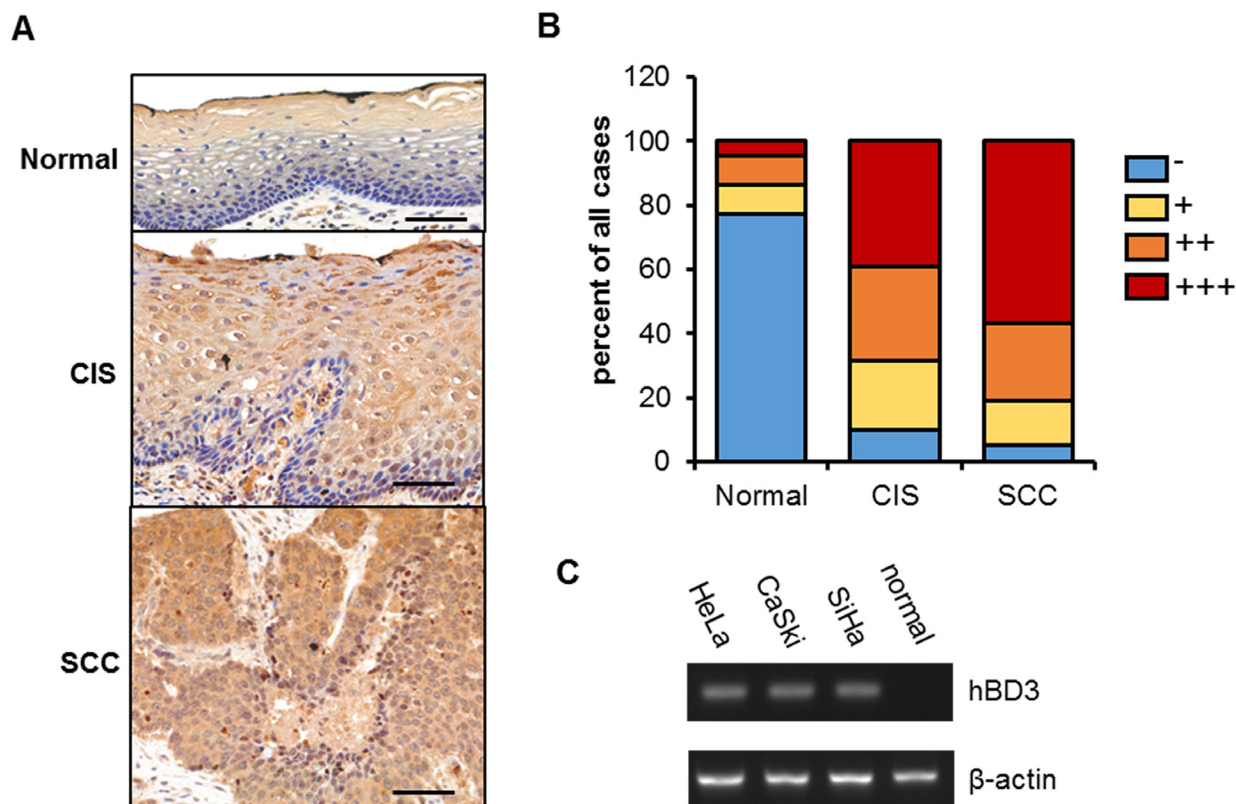 A
Normal
CIS
SCC
B
percent of all cases
120
100
80
60
40
20
0
Normal CIS SCC
-
+
++
+++
C
HeLa CaSki SiHa normal
hBD3
β-actin